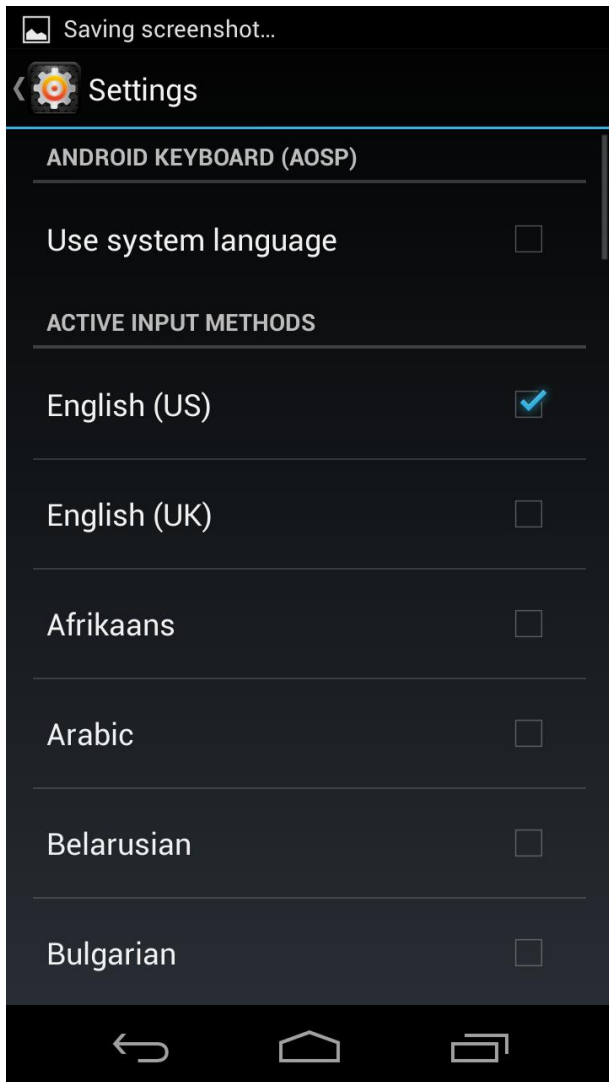 Saving screenshot...
Settings
ANDROID KEYBOARD (AOSP)
Use system language
ACTIVE INPUT METHODS
English (US)
English (UK)
Afrikaans
Arabic
Belarusian
Bulgarian